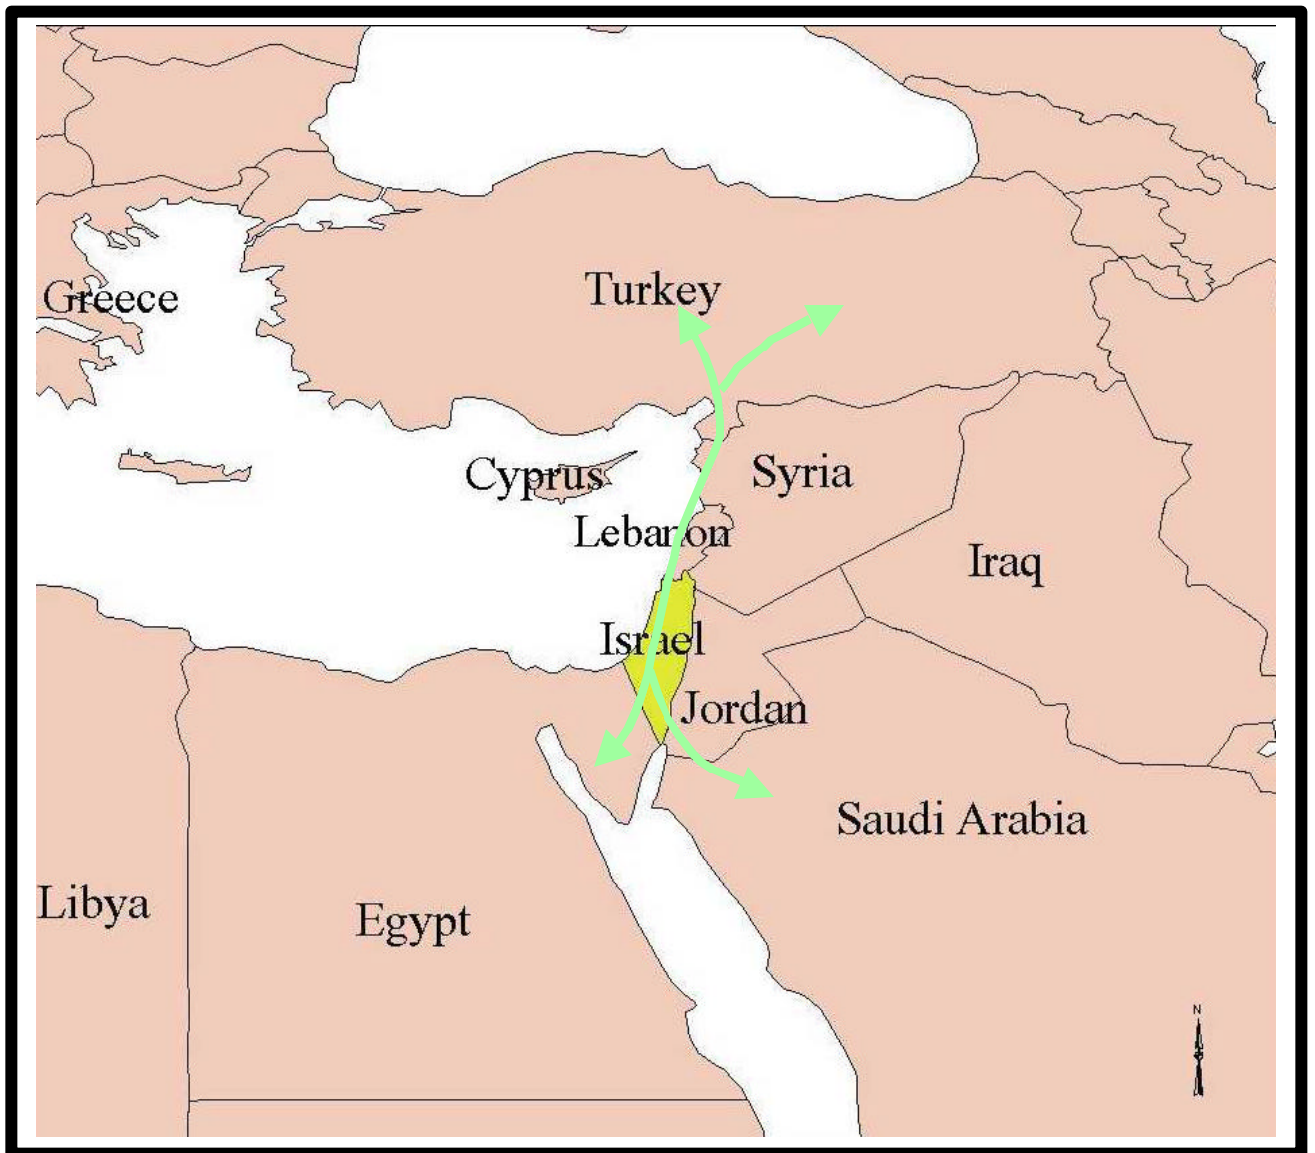 Turkey
Greece
Cyprus
Syria
Lebanon
Iraq
Israel
Jordan
Saudi Arabia
Libya
Egypt
N